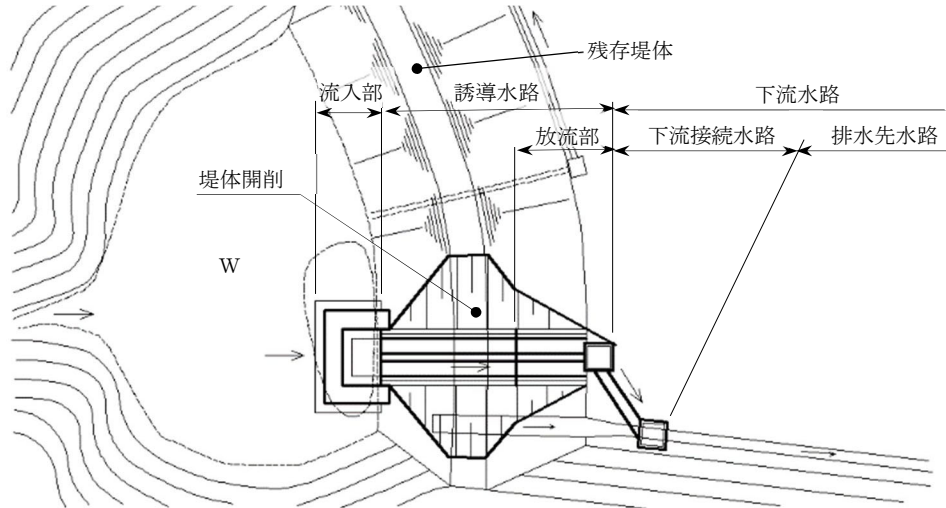 残存堤体
流入部
誘導水路
下流水路
放流部
下流接続水路
排水先水路
堤体開削
W